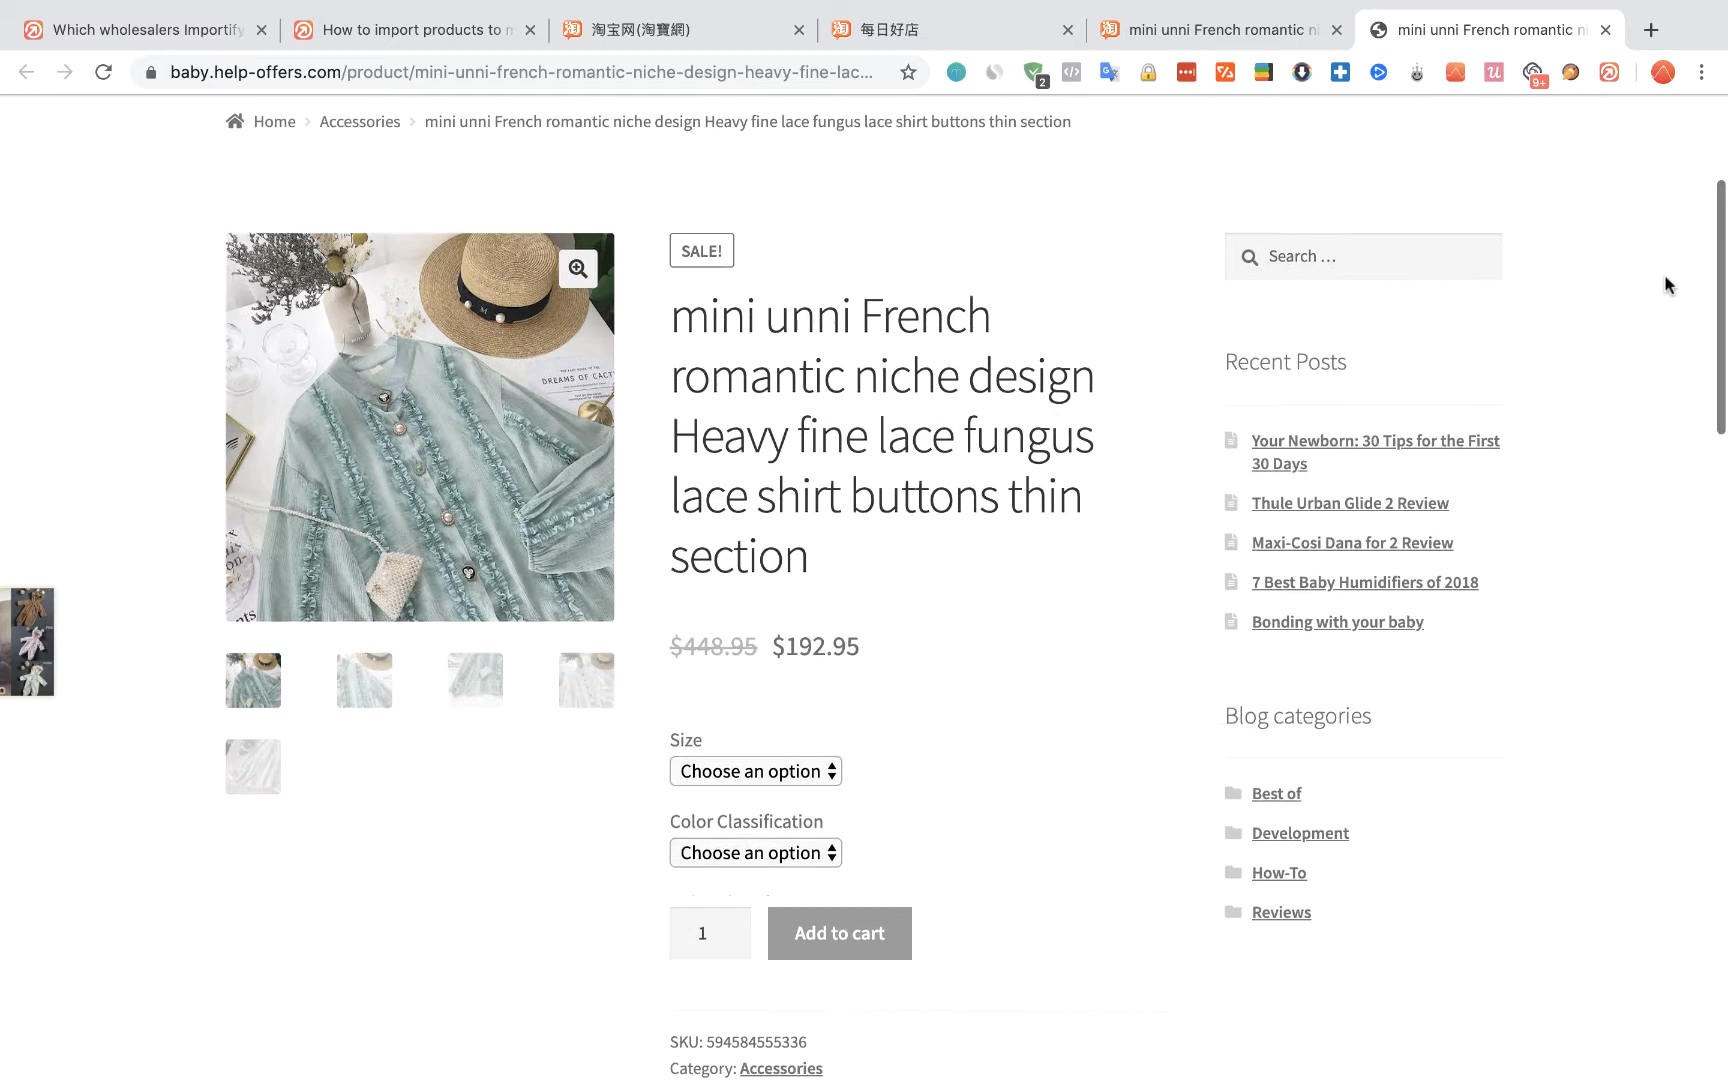 Which wholesalers Importify
How to import products to m
淘宝网(淘寶網)
每日好店
mini unni French romantic ni
mini unni French romantic ni
baby.help-offers.com/product/mini-unni-french-romantic-niche-design-heavy-fine-lac...
2
9+
Home
Accessories
mini unni French romantic niche design Heavy fine lace fungus lace shirt buttons thin section
DREAMS OF CACT
M
SALE!
mini unni French
romantic niche design
Heavy fine lace fungus
lace shirt buttons thin
section
$448.95 $192.95
Size
Choose an option
Color Classification
Choose an option
1
Add to cart
SKU: 594584555336
Category: Accessories
Search ...
Recent Posts
Your Newborn: 30 Tips for the First
30 Days
Thule Urban Glide 2 Review
Maxi-Cosi Dana for 2 Review
7 Best Baby Humidifiers of 2018
Bonding with your baby
Blog categories
Best of
Development
How-To
Reviews